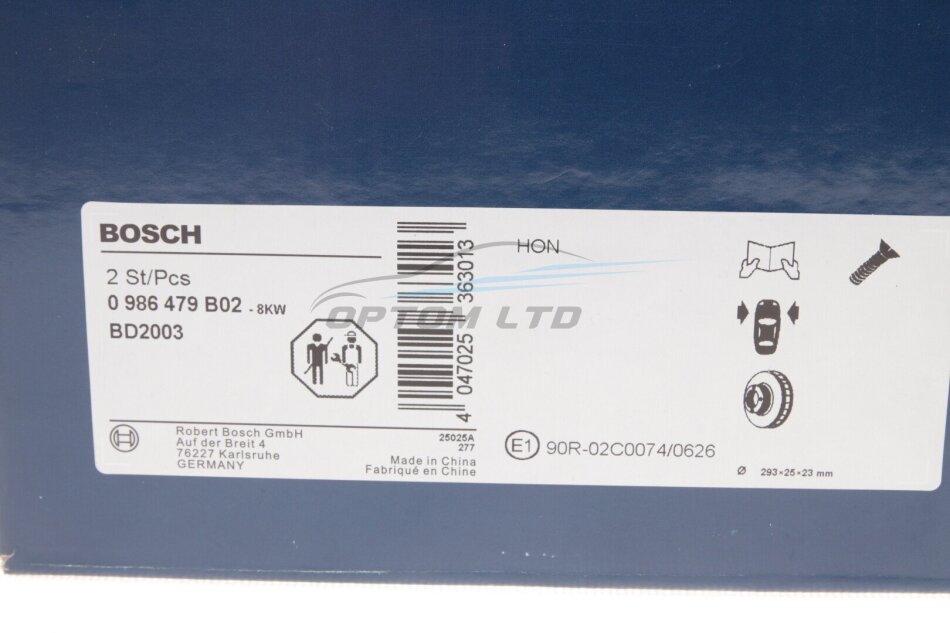 BOSCH
2 St/Pcs
0 986 479 B02 - 8KW
BD2003
4 047025 363013
HON
OPTOM LTD
Robert Bosch GmbH
Auf der Breit 4
76227 Karlsruhe
GERMANY
25025A
277
Made in China
Fabriqué en Chine
E1 90R-02C0074/0626
Ø 293×25×23 mm